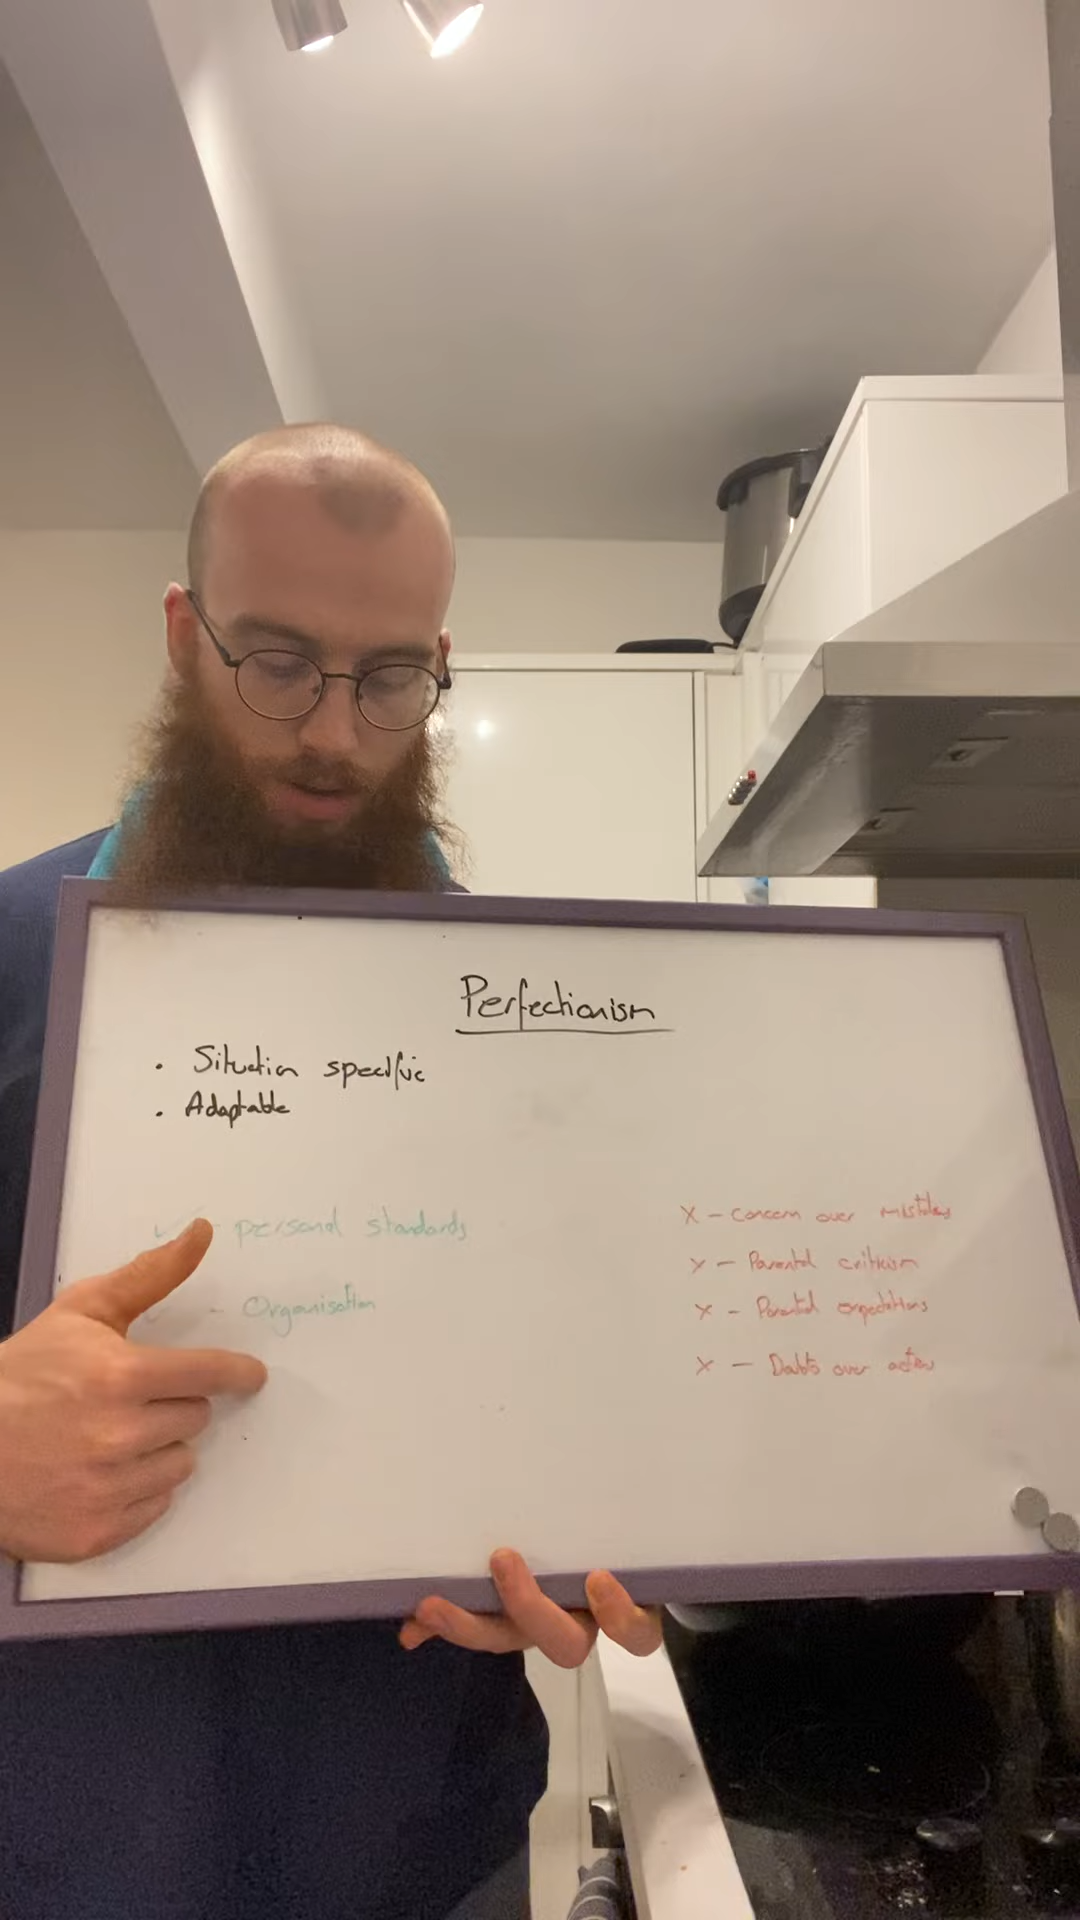 Perfectionism
• Situation specific
• Adaptable
✓ - personal standards
✓ - Organisation
X - Concern over mistakes
X - Parental criticism
X - Parental expectations
X - Doubts over action